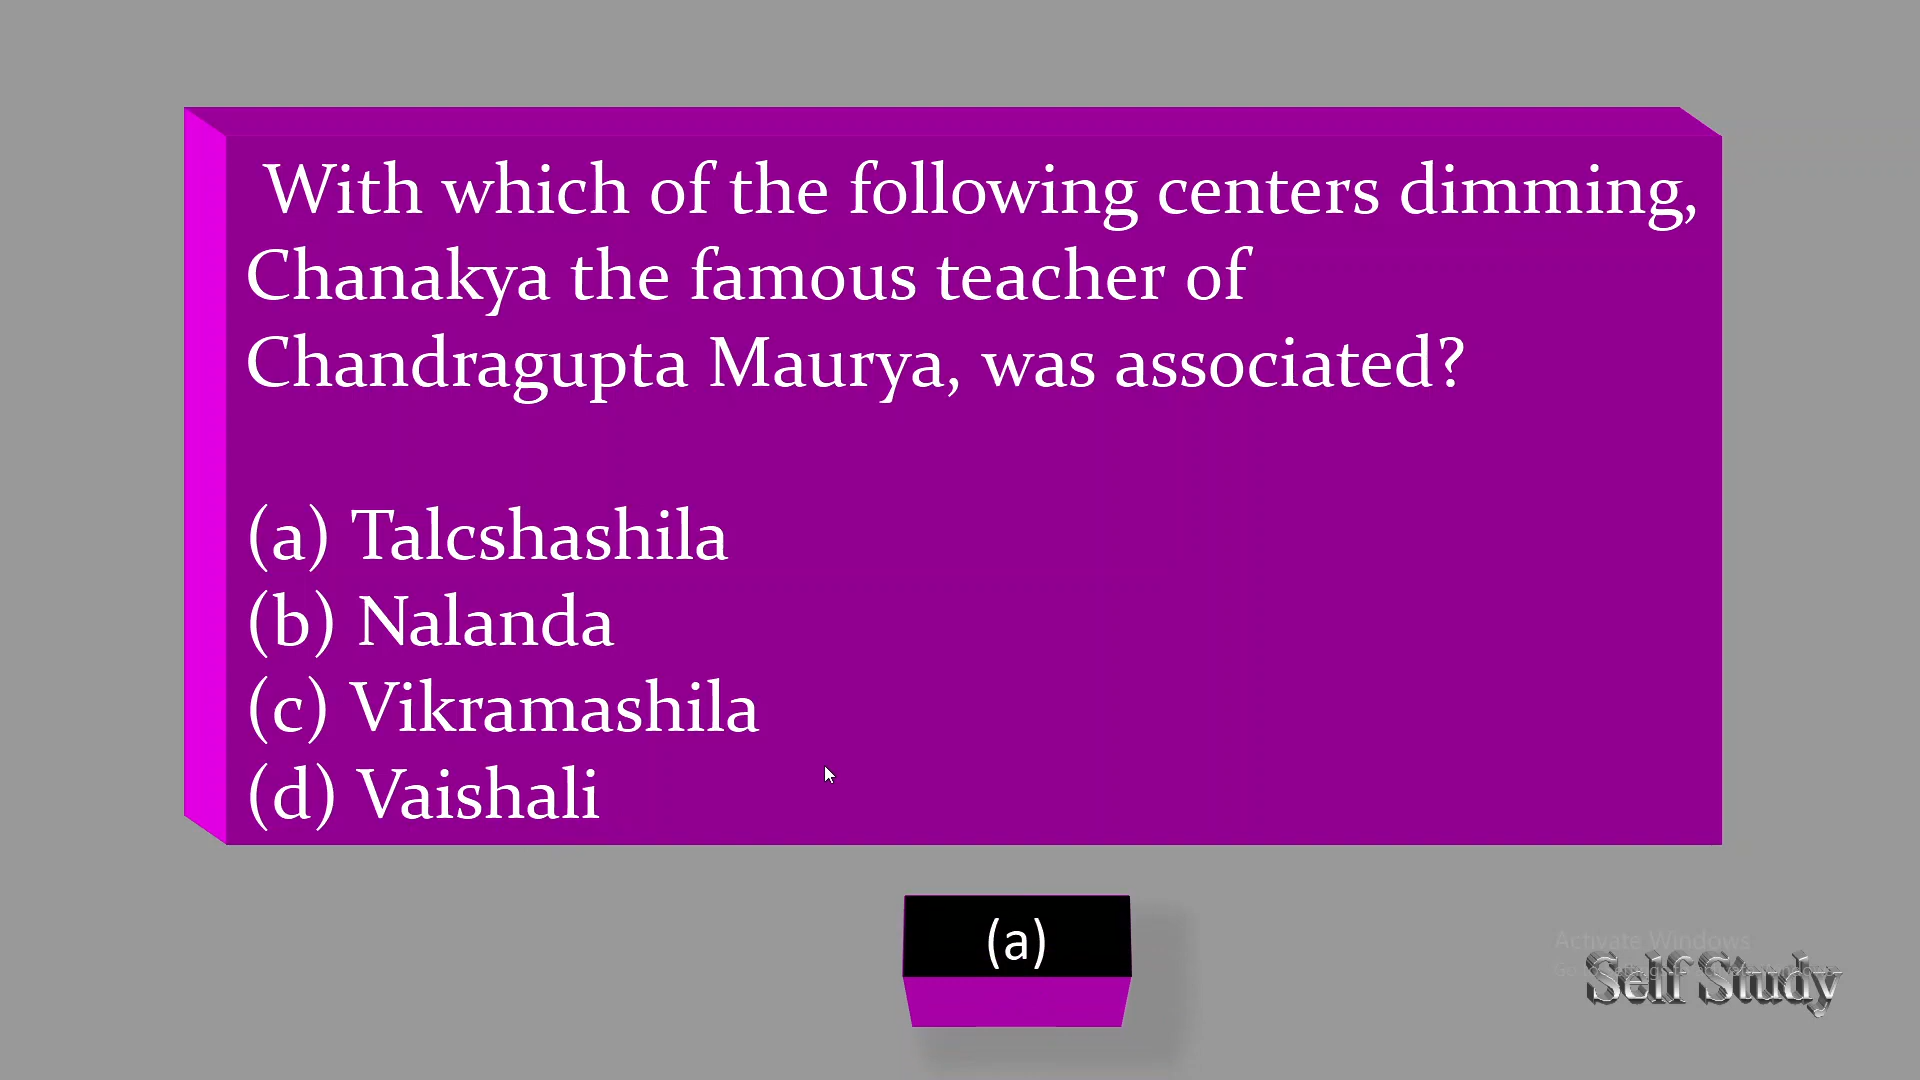 With which of the following centers dimming,
Chanakya the famous teacher of
Chandragupta Maurya, was associated?
(a) Talcshashila
(b) Nalanda
(c) Vikramashila
(d) Vaishali
(a)
Activate Windows
Self Study